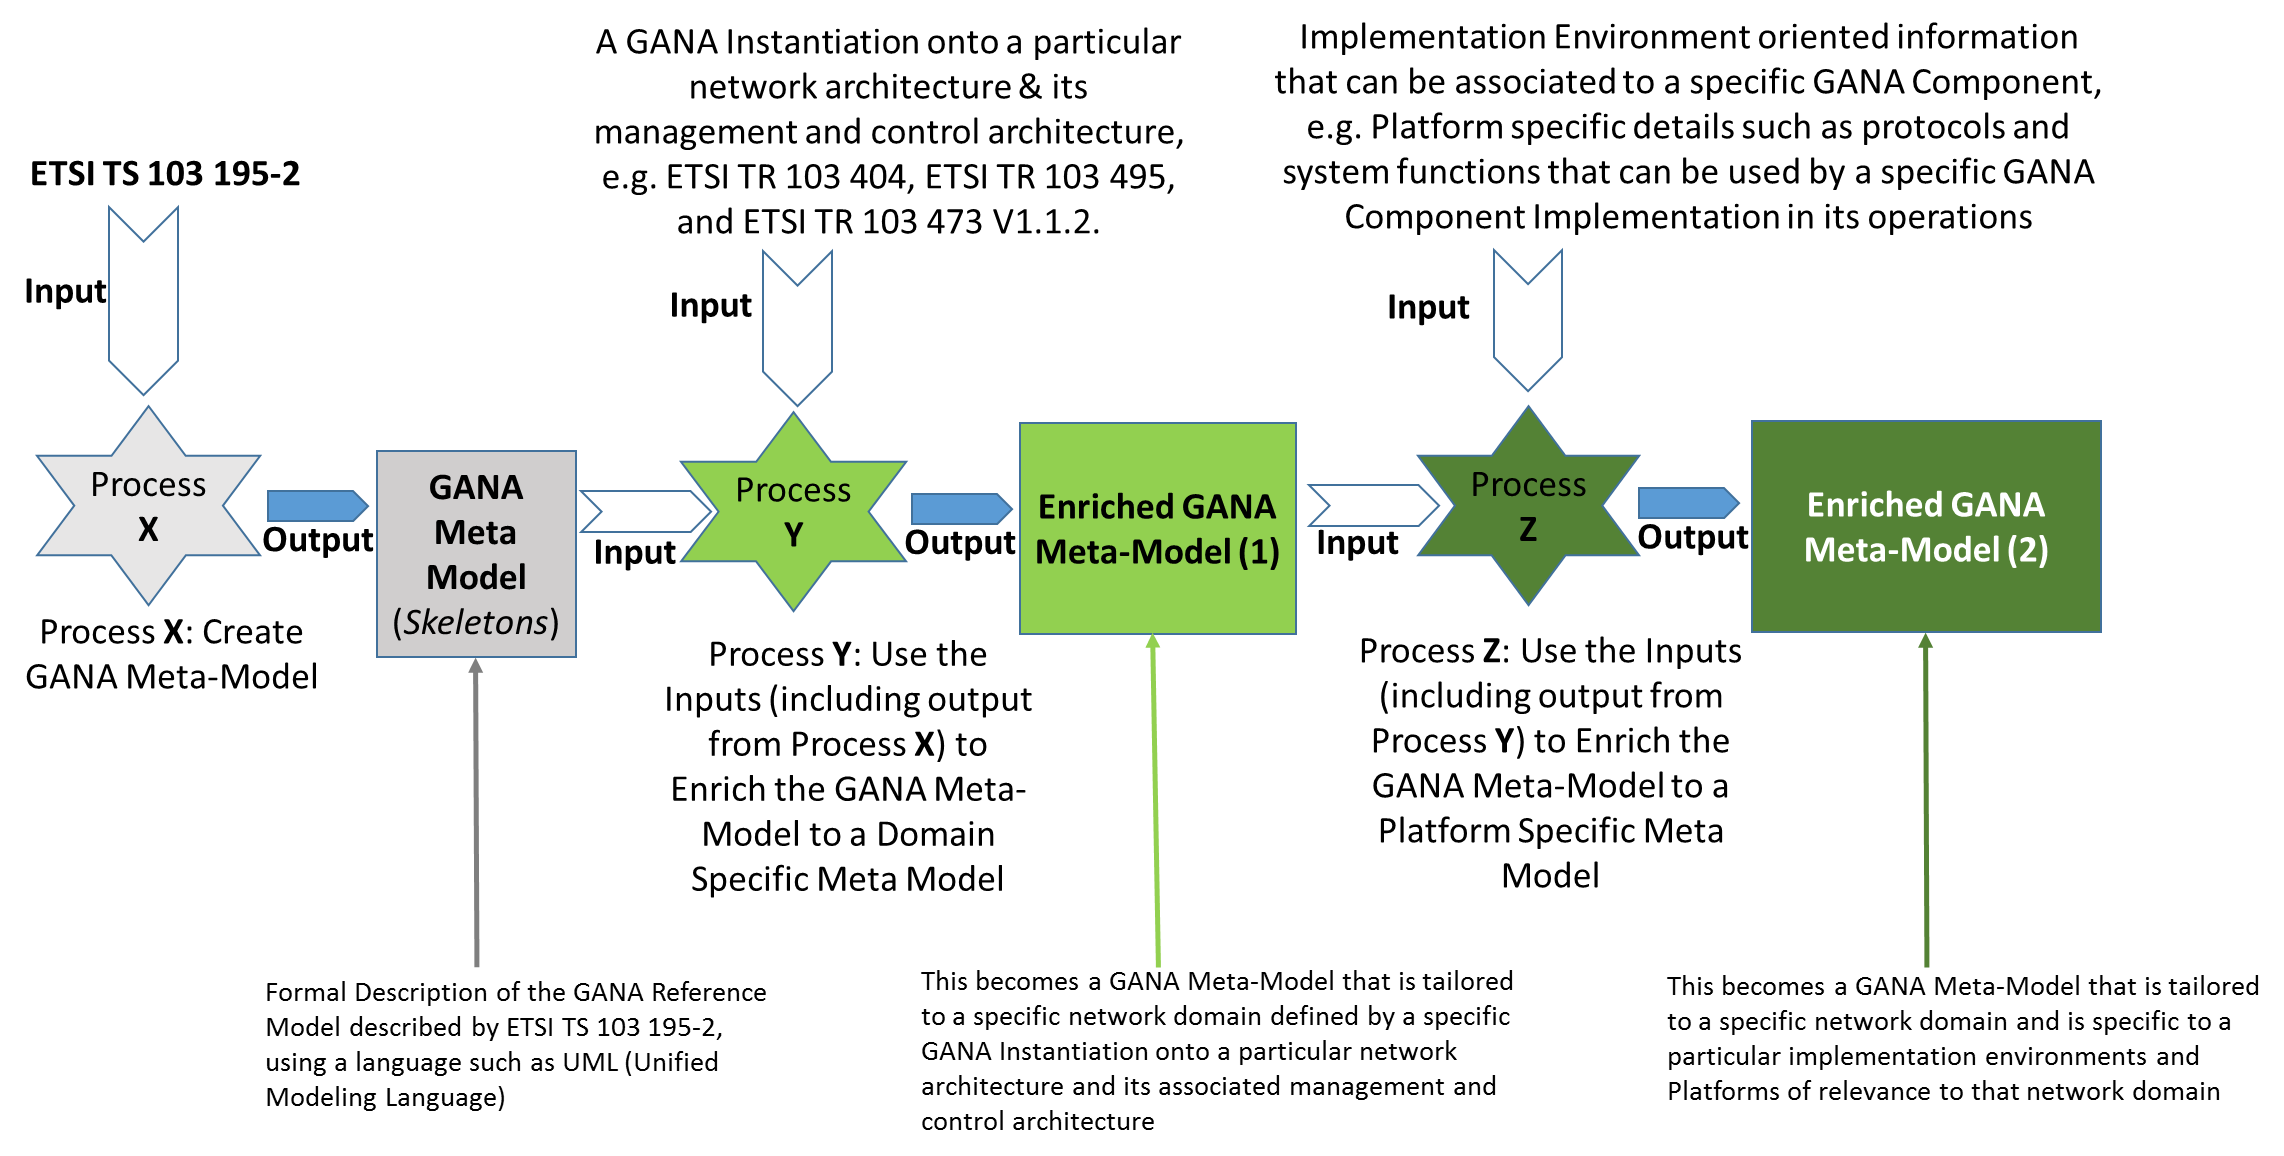 A GANA Instantiation onto a particular
network architecture & its
management and control architecture,
e.g. ETSI TR 103 404, ETSI TR 103 495,
and ETSI TR 103 473 V1.1.2.
Implementation Environment oriented information
that can be associated to a specific GANA Component,
e.g. Platform specific details such as protocols and
system functions that can be used by a specific GANA
Component Implementation in its operations
ETSI TS 103 195-2
Input
Input
Input
Process
X
Output
GANA
Meta
Model
(Skeletons)
Input
Process
Y
Output
Enriched GANA
Meta-Model (1)
Input
Process
Z
Output
Enriched GANA
Meta-Model (2)
Process X: Create
GANA Meta-Model
Process Y: Use the
Inputs (including output
from Process X) to
Enrich the GANA Meta-
Model to a Domain
Specific Meta Model
Process Z: Use the Inputs
(including output from
Process Y) to Enrich the
GANA Meta-Model to a
Platform Specific Meta
Model
Formal Description of the GANA Reference
Model described by ETSI TS 103 195-2,
using a language such as UML (Unified
Modeling Language)
This becomes a GANA Meta-Model that is tailored
to a specific network domain defined by a specific
GANA Instantiation onto a particular network
architecture and its associated management and
control architecture
This becomes a GANA Meta-Model that is tailored
to a specific network domain and is specific to a
particular implementation environments and
Platforms of relevance to that network domain